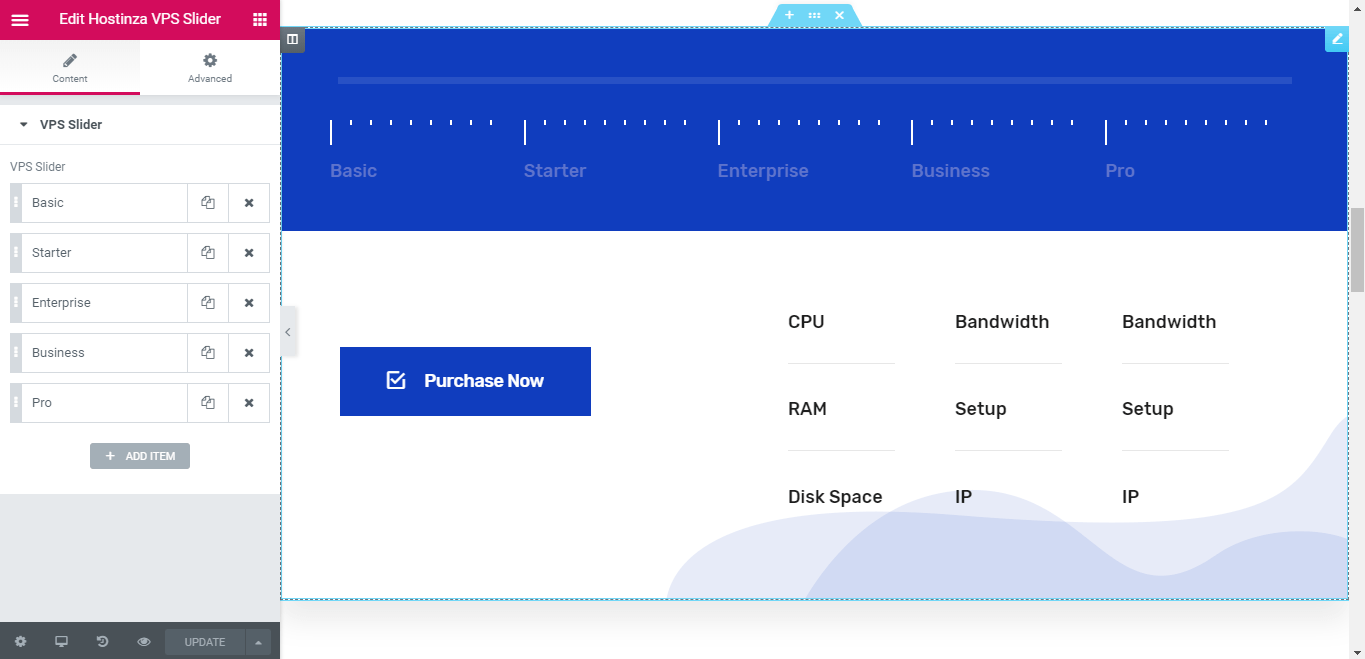 Edit Hostinza VPS Slider
Content
Advanced
VPS Slider
VPS Slider
Basic
Starter
Enterprise
Business
Pro
ADD ITEM
UPDATE
Basic Starter Enterprise Business Pro
Purchase Now
CPU Bandwidth Bandwidth
RAM Setup Setup
Disk Space IP IP